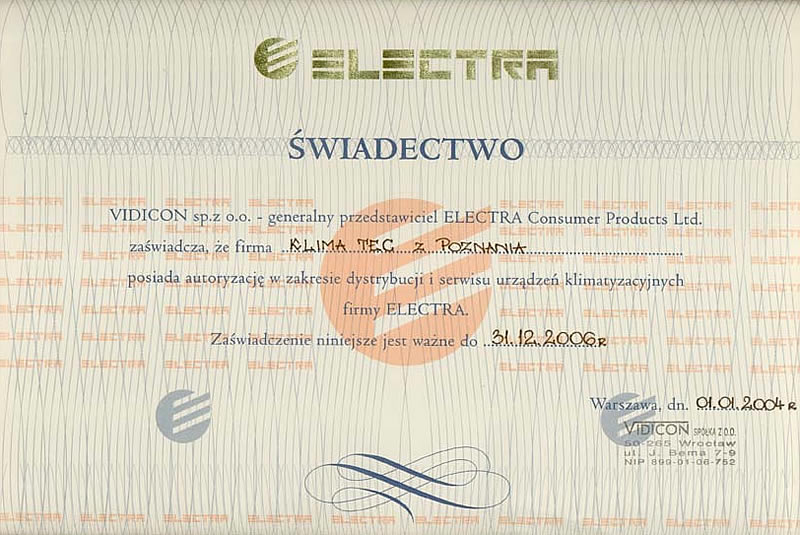 ELECTRA
ŚWIADECTWO
VIDICON sp.z o.o. - generalny przedstawiciel ELECTRA Consumer Products Ltd.
zaświadcza, że firma KLIMA TEC z POZNANIA
posiada autoryzację w zakresie dystrybucji i serwisu urządzeń klimatyzacyjnych
firmy ELECTRA.
Zaświadczenie niniejsze jest ważne do 31.12.2006r
Warszawa, dn. 01.01.2004r
VIDICON SPÓŁKA Z O.O.
50-265 Wrocław
ul. J. Bema 7-9
NIP 899-01-06-752